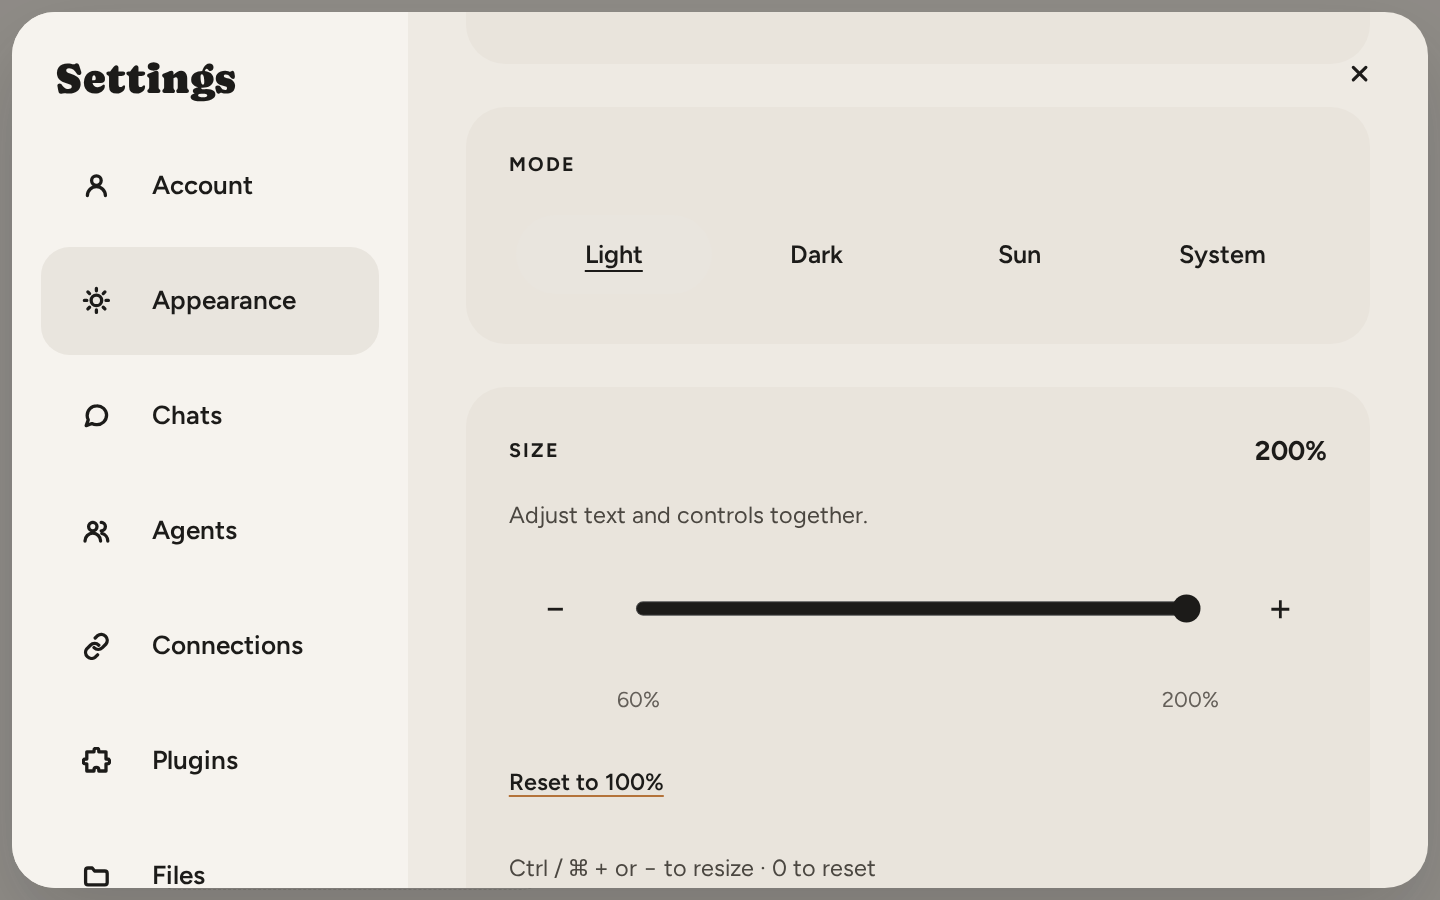 Settings
Account
Appearance
Chats
Agents
Connections
Plugins
Files
MODE
Light Dark Sun System
SIZE 200%
Adjust text and controls together.
− +
60% 200%
Reset to 100%
Ctrl / ⌘ + or − to resize · 0 to reset